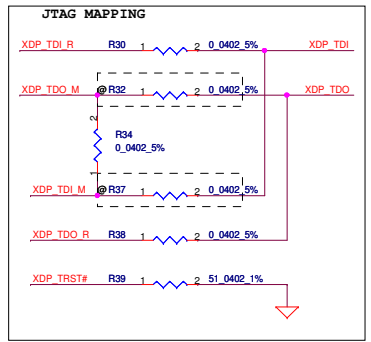 JTAG MAPPING
XDP_TDI_R R30 1 2 0_0402_5% XDP_TDI
XDP_TDO_M @ R32 1 2 0_0402_5% XDP_TDO
2
R34
0_0402_5%
1
XDP_TDI_M @ R37 1 2 0_0402_5%
XDP_TDO_R R38 1 2 0_0402_5%
XDP_TRST# R39 1 2 51_0402_1%